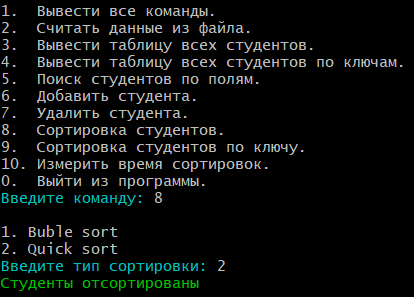 1.  Вывести все команды.
2.  Считать данные из файла.
3.  Вывести таблицу всех студентов.
4.  Вывести таблицу всех студентов по ключам.
5.  Поиск студентов по полям.
6.  Добавить студента.
7.  Удалить студента.
8.  Сортировка студентов.
9.  Сортировка студентов по ключу.
10. Измерить время сортировок.
0.  Выйти из программы.
Введите команду: 8

1. Buble sort
2. Quick sort
Введите тип сортировки: 2
Студенты отсортированы